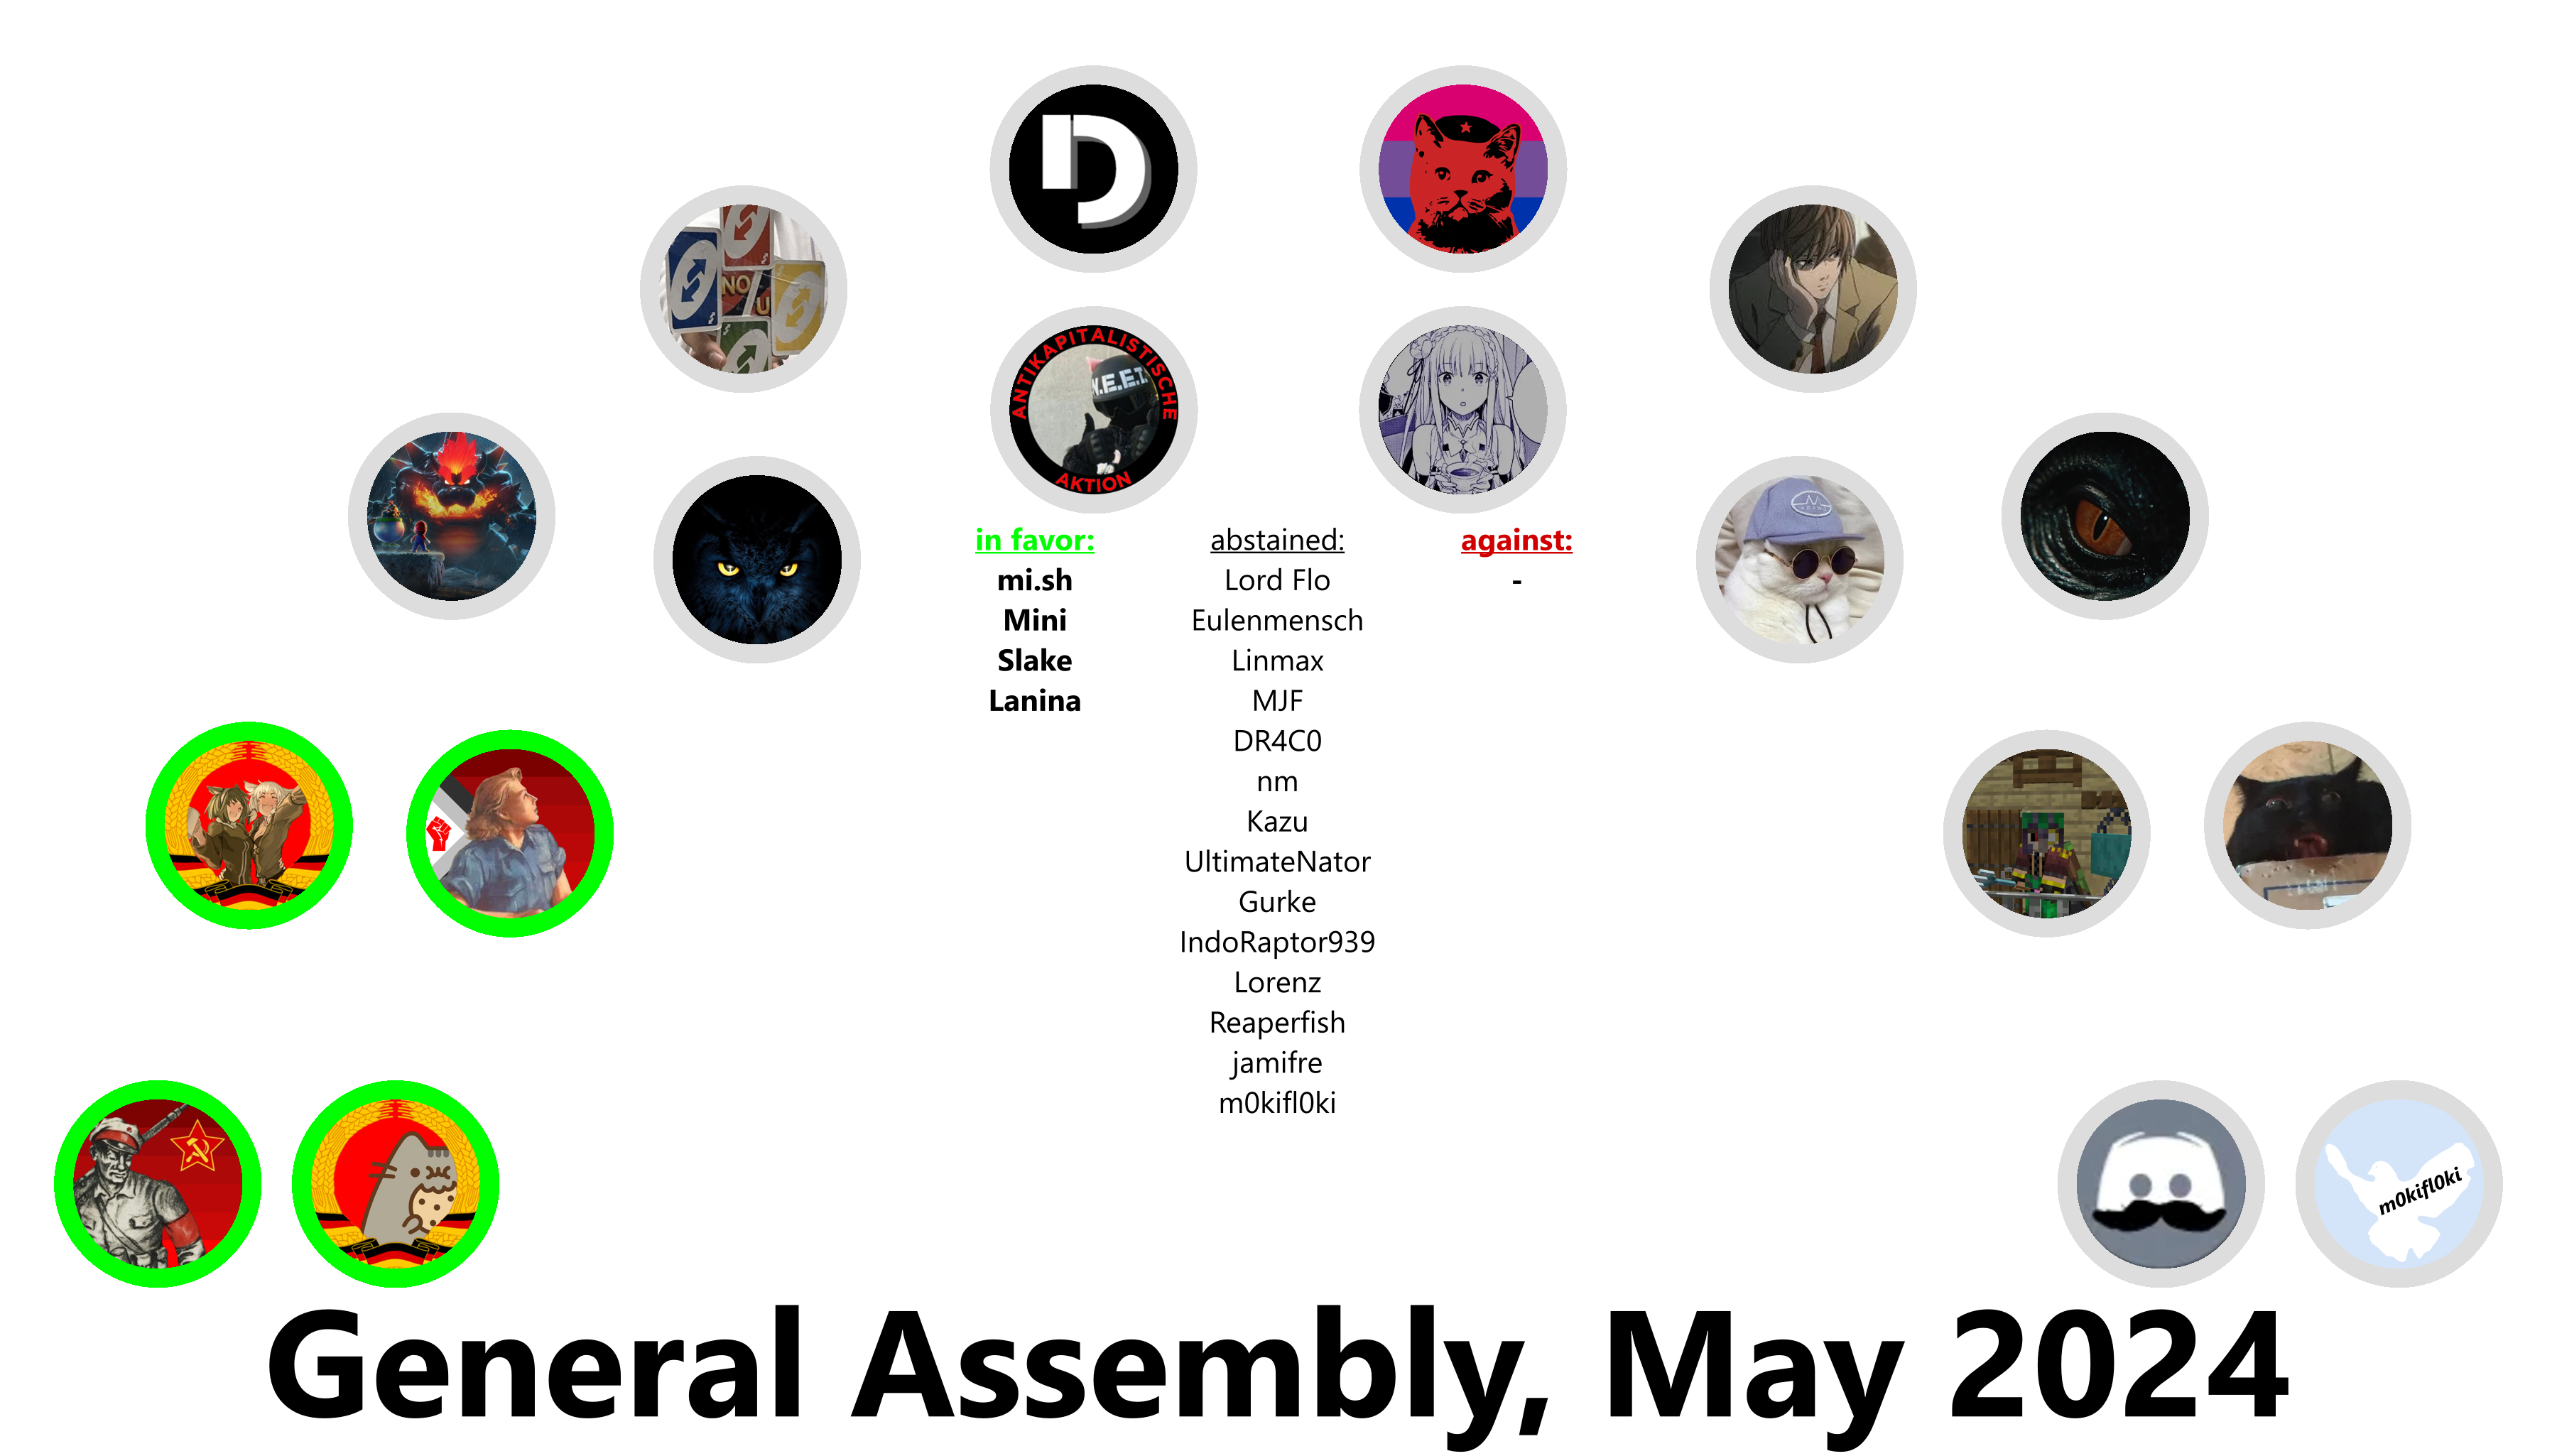 D
NO
U
ANTIKAPITALISTISCHE
N.E.E.T.
AKTION
in favor:
mi.sh
Mini
Slake
Lanina
abstained:
Lord Flo
Eulenmensch
Linmax
MJF
DR4C0
nm
Kazu
UltimateNator
Gurke
IndoRaptor939
Lorenz
Reaperfish
jamifre
m0kifl0ki
against:
-
m0kifl0ki
General Assembly, May 2024